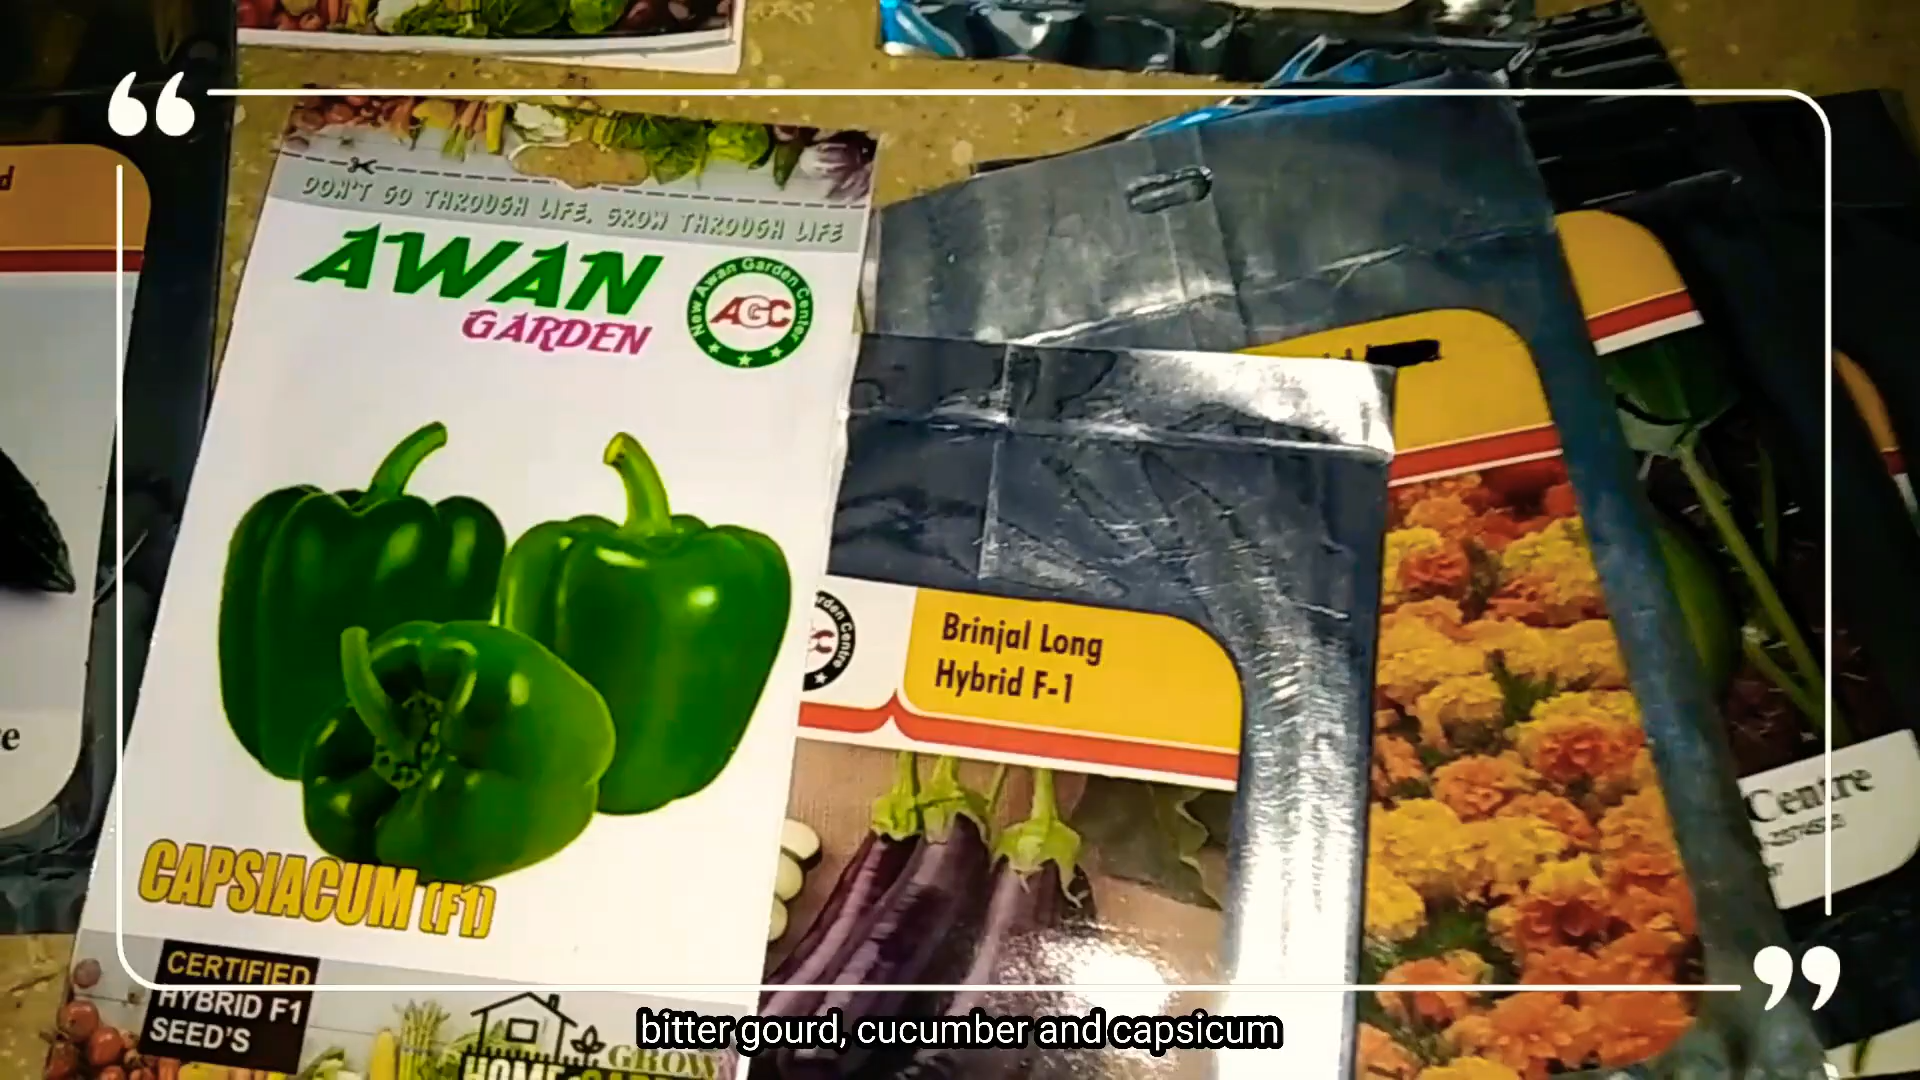 DON'T GO THROUGH LIFE, GROW THROUGH LIFE
AWAN
GARDEN
New Awan Garden Center
AGC
CAPSIACUM (F1)
CERTIFIED
HYBRID F1
SEED'S
GROW
Brinjal Long
Hybrid F-1
Centre
Centre
bitter gourd, cucumber and capsicum